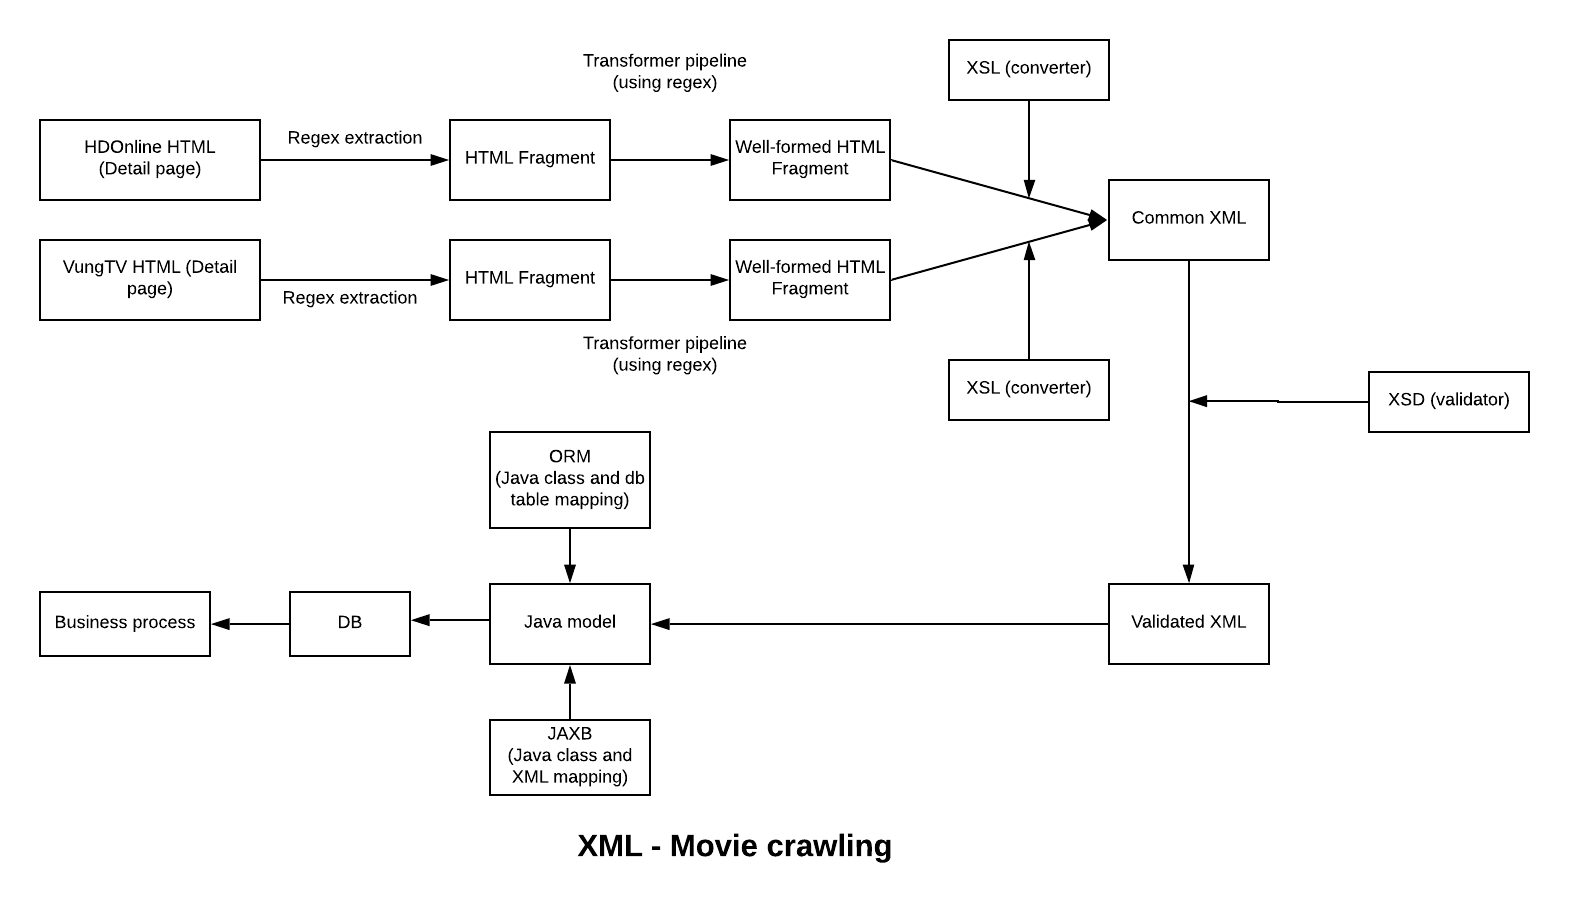 Transformer pipeline
(using regex)
XSL (converter)
HDOnline HTML
(Detail page)
Regex extraction
HTML Fragment
Well-formed HTML
Fragment
Common XML
VungTV HTML (Detail
page)
Regex extraction
HTML Fragment
Well-formed HTML
Fragment
Transformer pipeline
(using regex)
XSL (converter)
XSD (validator)
ORM
(Java class and db
table mapping)
Business process
DB
Java model
Validated XML
JAXB
(Java class and
XML mapping)
XML - Movie crawling